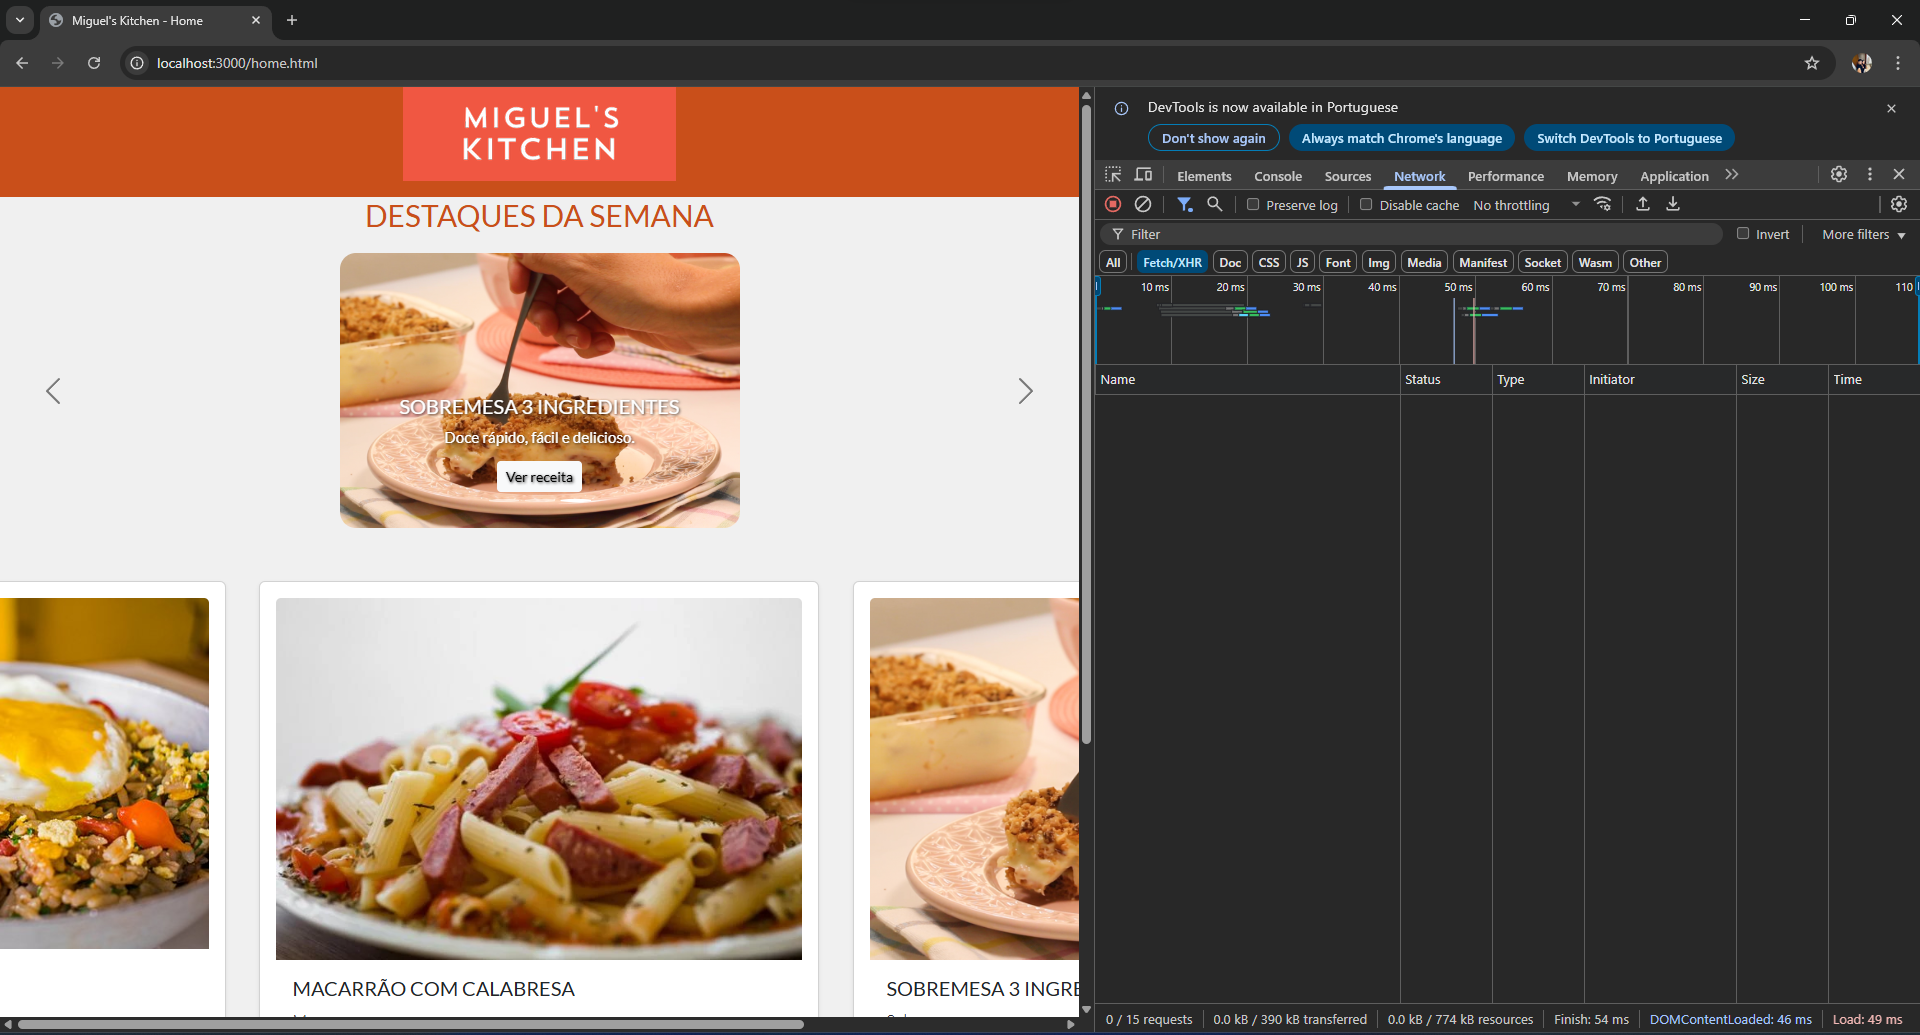 Miguel's Kitchen - Home
localhost:3000/home.html
MIGUEL'S
KITCHEN
DESTAQUES DA SEMANA
SOBREMESA 3 INGREDIENTES
Doce rápido, fácil e delicioso.
Ver receita
MACARRÃO COM CALABRESA
SOBREMESA 3 INGRE
DevTools is now available in Portuguese
Don't show again Always match Chrome's language Switch DevTools to Portuguese
Elements Console Sources Network Performance Memory Application
Preserve log Disable cache No throttling
Filter Invert More filters
All Fetch/XHR Doc CSS JS Font Img Media Manifest Socket Wasm Other
10 ms 20 ms 30 ms 40 ms 50 ms 60 ms 70 ms 80 ms 90 ms 100 ms 110
Name Status Type Initiator Size Time
0 / 15 requests 0.0 kB / 390 kB transferred 0.0 kB / 774 kB resources Finish: 54 ms DOMContentLoaded: 46 ms Load: 49 ms